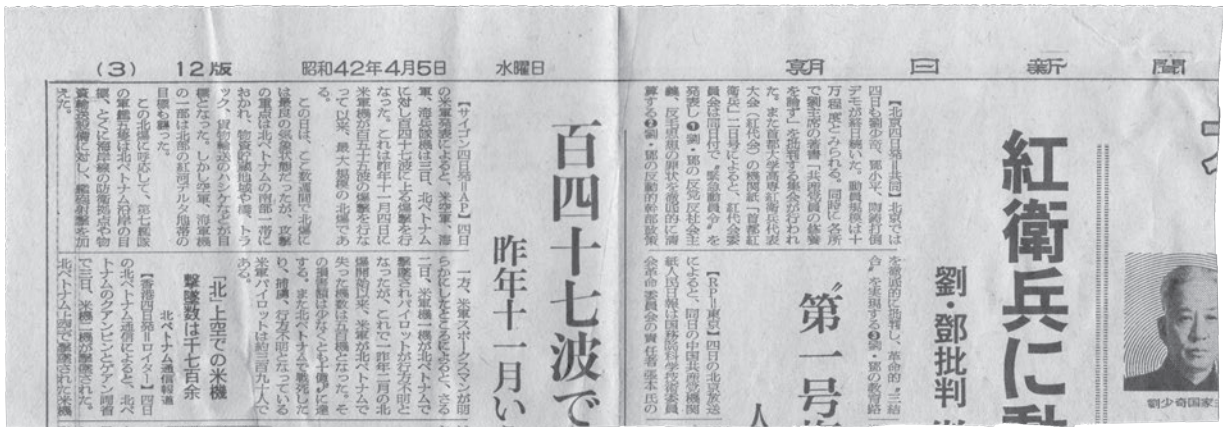 (3) 12版 昭和42年4月5日 水曜日 朝日新聞
劉少奇国家
紅衛兵に動
劉・鄧批判
〝第一号
【北京四日発=共同】北京では
四日も劉少奇、鄧小平、陶鋳打倒
デモが終日続いた。動員規模は十
万程度とみられる。同時に各所
で劉主席の著書「共産党員の修養
を論ず」を批判する集会が行われ
た。また首都大学高専紅衛兵代表
大会(紅代会)の機関紙「首都紅
衛兵」二日号によると、紅代会委
員会は同日付で〝緊急動員令〟を
発表し❶劉・鄧の反党反社会主
義、反毛思想の罪状を徹底的に清
算する❷劉・鄧の反動的幹部政策
を徹底的に批判し、革命的〝三結
合〟を実現する❸劉・鄧の教育路
【RP=東京】四日の北京放送
によると、同日の中国共産党機関
紙人民日報は国務院科学技術委員
会革命委員会の責任者張本氏の
百四十七波で
昨年十一月い
【サイゴン四日発=AP】四日
の米軍発表によると、米空軍、海
軍、海兵隊機は三日、北ベトナム
に対し百四十七波に上る爆撃を行
なった。これは昨年十一月四日に
米軍機が百五十五波の爆撃を行な
って以来、最大規模の北爆であ
この日は、ここ数週間で北爆に
は最良の気象状態だったが、攻撃
の重点は北ベトナムの南部一帯に
おかれ、物資貯蔵地域や橋、トラ
ック、貨物輸送のハシケなどが目
標となった。しかし空軍、海軍機
の一部は北部の紅河デルタ地帯の
目標も襲った。
この北爆に呼応して、第七艦隊
の軍艦五隻は北ベトナム沿岸の目
標、とくに海岸線の防衛拠点や物
資輸送船舶に対し、艦砲射撃を加
えた。
一方、米軍スポークスマンが明
らかにしたところによると、さる
二日、米軍機一機が北ベトナムで
撃墜されパイロットが行方不明と
なったが、これで一昨年二月の北
爆開始以来、米軍が北ベトナムで
失った機数は五百機となった。そ
の損害額は少なくとも十億㌦に達
する。また北ベトナムで戦死した
り、捕虜、行方不明となっている
米軍パイロットは約三百九十人で
ある。
「北」上空での米機
撃墜数は千七百余
北ベトナム通信報道
【香港四日発=ロイター】四日
の北ベトナム通信によると、北ベ
トナムのクアンビンとゲアン両省
で三日、米機二機が撃墜された。
北ベトナム上空で撃墜された米機